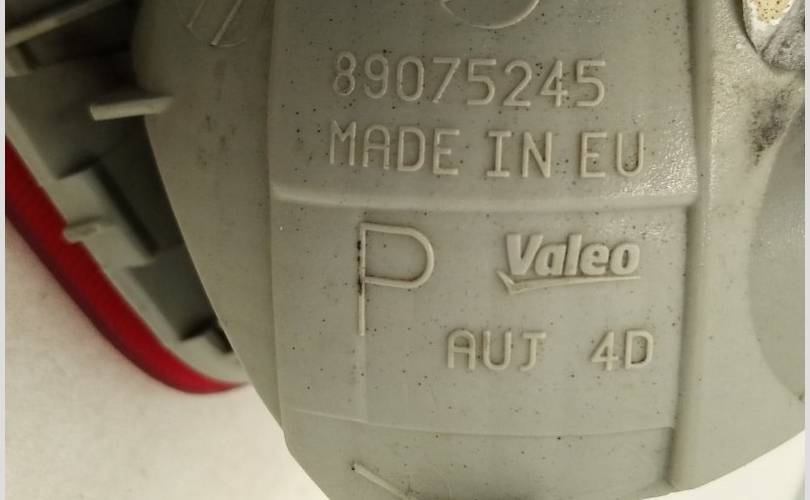 89075245
MADE IN EU
P
Valeo
AUJ 4D